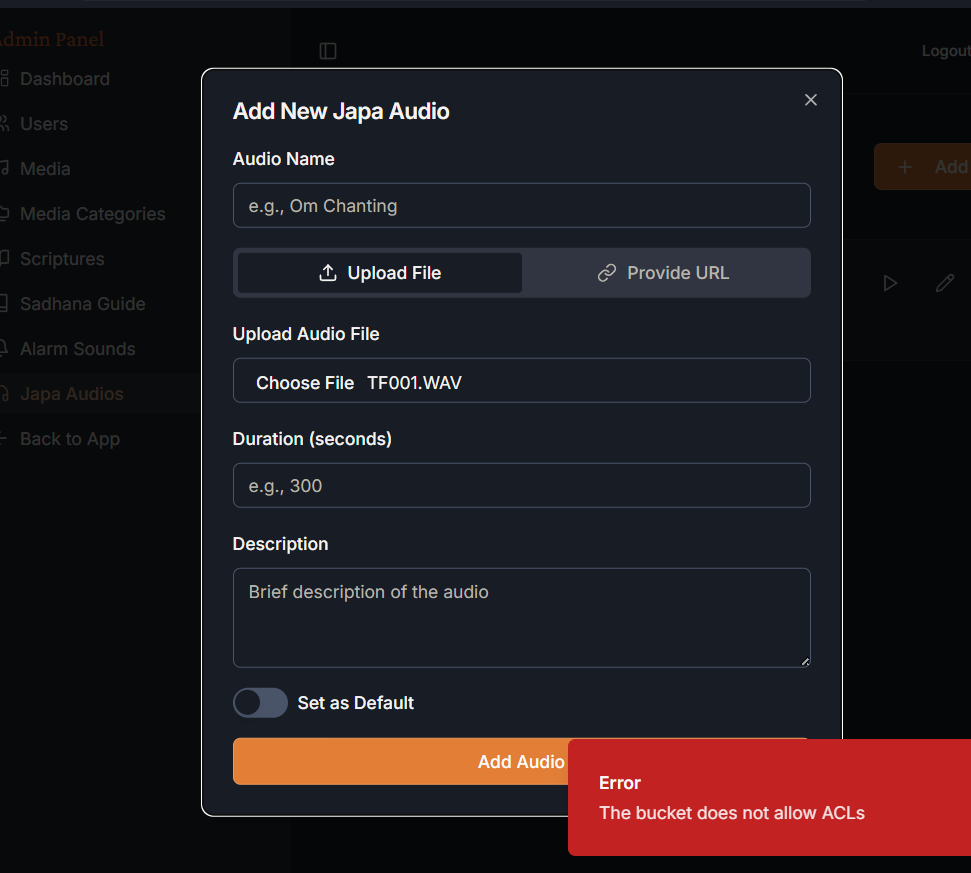 Admin Panel
Dashboard
Users
Media
Media Categories
Scriptures
Sadhana Guide
Alarm Sounds
Japa Audios
Back to App
Logout
Add
Add New Japa Audio
Audio Name
e.g., Om Chanting
Upload File
Provide URL
Upload Audio File
Choose File TF001.WAV
Duration (seconds)
e.g., 300
Description
Brief description of the audio
Set as Default
Add Audio
Error
The bucket does not allow ACLs